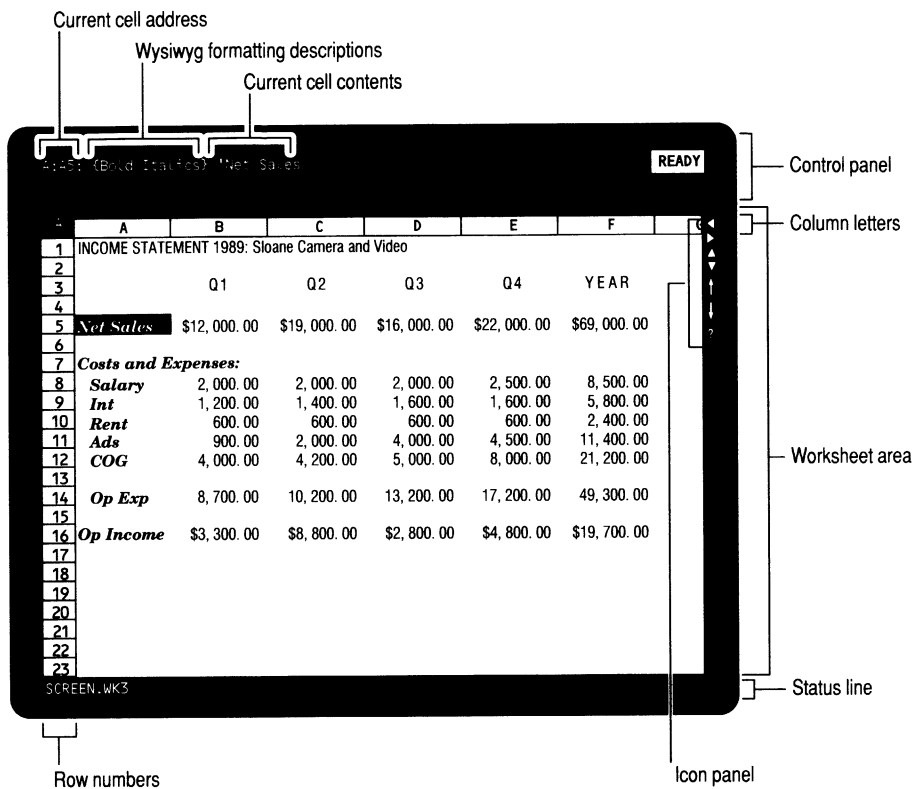 Current cell address
Wysiwyg formatting descriptions
Current cell contents
A:A5: {Bold Italics} 'Net Sales
READY
Control panel
A B C D E F G
Column letters
1 INCOME STATEMENT 1989: Sloane Camera and Video
2
3 Q1 Q2 Q3 Q4 YEAR
4
5 Net Sales $12,000.00 $19,000.00 $16,000.00 $22,000.00 $69,000.00
?
6
7 Costs and Expenses:
8 Salary 2,000.00 2,000.00 2,000.00 2,500.00 8,500.00
9 Int 1,200.00 1,400.00 1,600.00 1,600.00 5,800.00
10 Rent 600.00 600.00 600.00 600.00 2,400.00
11 Ads 900.00 2,000.00 4,000.00 4,500.00 11,400.00
12 COG 4,000.00 4,200.00 5,000.00 8,000.00 21,200.00
Worksheet area
13
14 Op Exp 8,700.00 10,200.00 13,200.00 17,200.00 49,300.00
15
16 Op Income $3,300.00 $8,800.00 $2,800.00 $4,800.00 $19,700.00
17
18
19
20
21
22
23
SCREEN.WK3
Status line
Row numbers
Icon panel